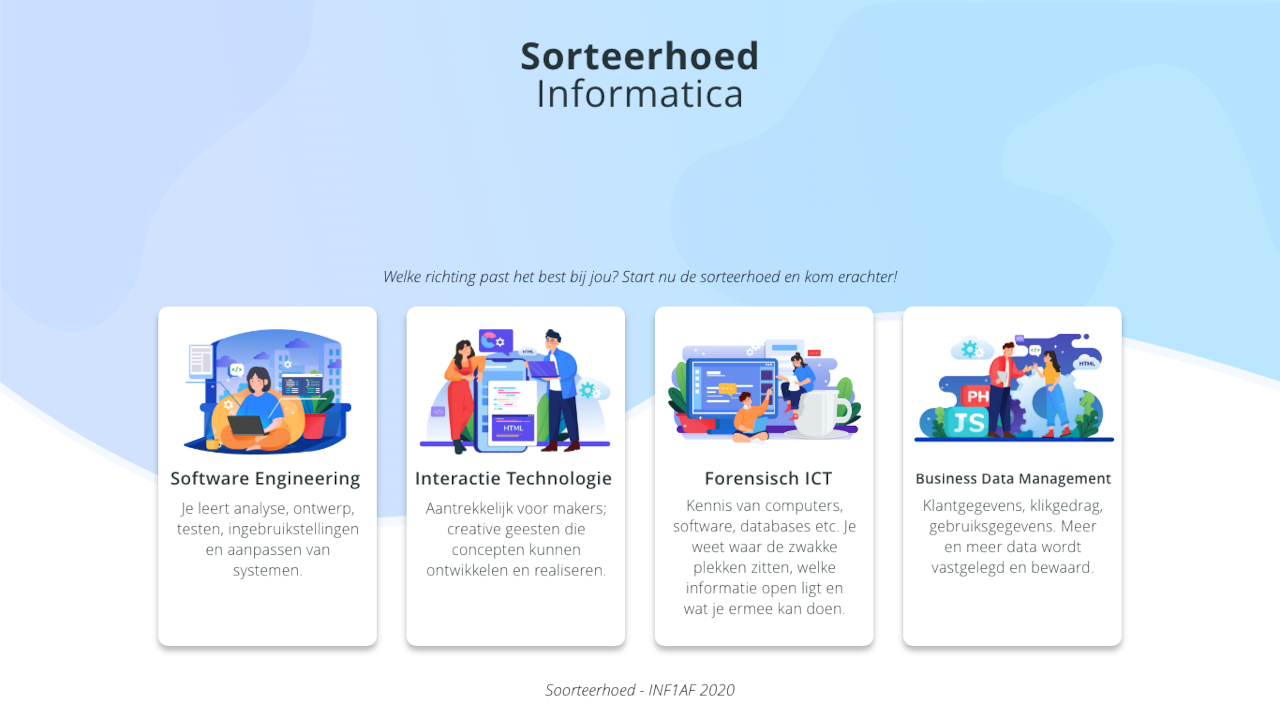 Sorteerhoed
Informatica
Welke richting past het best bij jou? Start nu de sorteerhoed en kom erachter!
</>
HTML
HTML
PH
JS
</>
HTML
Software Engineering
Je leert analyse, ontwerp,
testen, ingebruikstellingen
en aanpassen van
systemen.
Interactie Technologie
Aantrekkelijk voor makers;
creative geesten die
concepten kunnen
ontwikkelen en realiseren.
Forensisch ICT
Kennis van computers,
software, databases etc. Je
weet waar de zwakke
plekken zitten, welke
informatie open ligt en
wat je ermee kan doen.
Business Data Management
Klantgegevens, klikgedrag,
gebruiksgegevens. Meer
en meer data wordt
vastgelegd en bewaard.
Soorteerhoed - INF1AF 2020